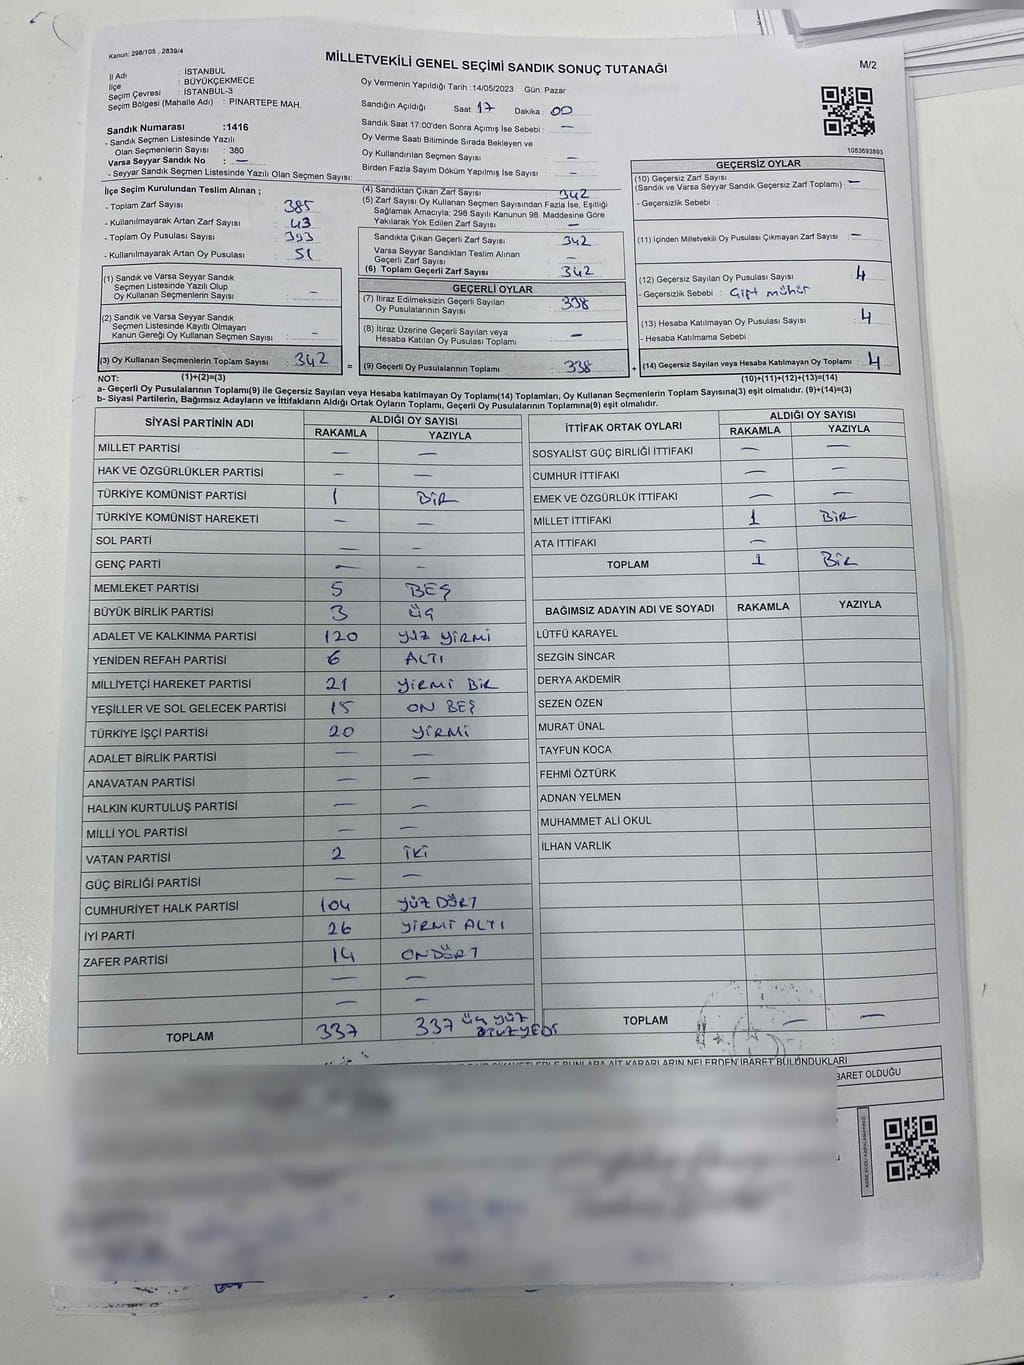 Kanun: 298/105 , 2839/4
MİLLETVEKİLİ GENEL SEÇİMİ SANDIK SONUÇ TUTANAĞI
M/2
İl Adı : İSTANBUL
İlçe : BÜYÜKÇEKMECE
Seçim Çevresi : İSTANBUL-3
Seçim Bölgesi (Mahalle Adı) : PINARTEPE MAH.
Sandık Numarası :1416
- Sandık Seçmen Listesinde Yazılı
Olan Seçmenlerin Sayısı : 380
Varsa Seyyar Sandık No : —
- Seyyar Sandık Seçmen Listesinde Yazılı Olan Seçmen Sayısı:
Oy Vermenin Yapıldığı Tarih :14/05/2023 Gün: Pazar
Sandığın Açıldığı Saat: 17 Dakika: 00
Sandık Saat 17:00'den Sonra Açımış İse Sebebi : —
Oy Verme Saati Bitiminde Sırada Bekleyen ve
Oy Kullandırılan Seçmen Sayısı —
Birden Fazla Sayım Döküm Yapılmış İse Sayısı : —
1083693893
İlçe Seçim Kurulundan Teslim Alınan ;
- Toplam Zarf Sayısı : 385
- Kullanılmayarak Artan Zarf Sayısı : 43
- Toplam Oy Pusulası Sayısı : 393
- Kullanılmayarak Artan Oy Pusulası : 51
(1) Sandık ve Varsa Seyyar Sandık
Seçmen Listesinde Yazılı Olup
Oy Kullanan Seçmenlerin Sayısı : —
(2) Sandık ve Varsa Seyyar Sandık
Seçmen Listesinde Kayıtlı Olmayan
Kanun Gereği Oy Kullanan Seçmen Sayısı : —
(3) Oy Kullanan Seçmenlerin Toplam Sayısı : 342
(1)+(2)=(3)
(4) Sandıktan Çıkan Zarf Sayısı : 342
(5) Zarf Sayısı Oy Kullanan Seçmen Sayısından Fazla İse, Eşitliği
Sağlamak Amacıyla; 298 Sayılı Kanunun 98. Maddesine Göre
Yakılarak Yok Edilen Zarf Sayısı : —
Sandıkta Çıkan Geçerli Zarf Sayısı : 342
Varsa Seyyar Sandıktan Teslim Alınan
Geçerli Zarf Sayısı : —
(6) Toplam Geçerli Zarf Sayısı : 342
GEÇERLİ OYLAR
(7) İtiraz Edilmeksizin Geçerli Sayılan
Oy Pusulalarının Sayısı : 338
(8) İtiraz Üzerine Geçerli Sayılan veya
Hesaba Katılan Oy Pusulası Toplamı : —
= (9) Geçerli Oy Pusulalarının Toplamı : 338
GEÇERSİZ OYLAR
(10) Geçersiz Zarf Sayısı
(Sandık ve Varsa Seyyar Sandık Geçersiz Zarf Toplamı) : —
- Geçersizlik Sebebi :
(11) İçinden Milletvekili Oy Pusulası Çıkmayan Zarf Sayısı : —
(12) Geçersiz Sayılan Oy Pusulası Sayısı : 4
- Geçersizlik Sebebi : Çift mühür
(13) Hesaba Katılmayan Oy Pusulası Sayısı : 4
- Hesaba Katılmama Sebebi :
+ (14) Geçersiz Sayılan veya Hesaba Katılmayan Oy Toplamı : 4
(10)+(11)+(12)+(13)=(14)
NOT:
a- Geçerli Oy Pusulalarının Toplamı(9) ile Geçersiz Sayılan veya Hesaba katılmayan Oy Toplamı(14) Toplamları, Oy Kullanan Seçmenlerin Toplam Sayısına(3) eşit olmalıdır. (9)+(14)=(3)
b- Siyasi Partilerin, Bağımsız Adayların ve İttifakların Aldığı Ortak Oyların Toplamı, Geçerli Oy Pusulalarının Toplamına(9) eşit olmalıdır.
SİYASİ PARTİNİN ADI ALDIĞI OY SAYISI
RAKAMLA YAZIYLA
MİLLET PARTİSİ — —
HAK VE ÖZGÜRLÜKLER PARTİSİ — —
TÜRKİYE KOMÜNİST PARTİSİ 1 BİR
TÜRKİYE KOMÜNİST HAREKETİ — —
SOL PARTİ — —
GENÇ PARTİ — —
MEMLEKET PARTİSİ 5 BEŞ
BÜYÜK BİRLİK PARTİSİ 3 ÜÇ
ADALET VE KALKINMA PARTİSİ 120 YÜZ YİRMİ
YENİDEN REFAH PARTİSİ 6 ALTI
MİLLİYETÇİ HAREKET PARTİSİ 21 YİRMİ BİR
YEŞİLLER VE SOL GELECEK PARTİSİ 15 ON BEŞ
TÜRKİYE İŞÇİ PARTİSİ 20 YİRMİ
ADALET BİRLİK PARTİSİ — —
ANAVATAN PARTİSİ — —
HALKIN KURTULUŞ PARTİSİ — —
MİLLİ YOL PARTİSİ — —
VATAN PARTİSİ 2 İKİ
GÜÇ BİRLİĞİ PARTİSİ — —
CUMHURİYET HALK PARTİSİ 104 YÜZ DÖRT
İYİ PARTİ 26 YİRMİ ALTI
ZAFER PARTİSİ 14 ONDÖRT
— —
— —
TOPLAM 337 337 üç yüz otuzyedi
İTTİFAK ORTAK OYLARI ALDIĞI OY SAYISI
RAKAMLA YAZIYLA
SOSYALİST GÜÇ BİRLİĞİ İTTİFAKI — —
CUMHUR İTTİFAKI — —
EMEK VE ÖZGÜRLÜK İTTİFAKI — —
MİLLET İTTİFAKI 1 BİR
ATA İTTİFAKI —
TOPLAM 1 BİR
BAĞIMSIZ ADAYIN ADI VE SOYADI RAKAMLA YAZIYLA
LÜTFÜ KARAYEL
SEZGİN SİNCAR
DERYA AKDEMİR
SEZEN ÖZEN
MURAT ÜNAL
TAYFUN KOCA
FEHMİ ÖZTÜRK
ADNAN YELMEN
MUHAMMET ALİ OKUL
İLHAN VARLIK
TOPLAM — —
BUNLARA AİT KARARLARIN NELERDEN İBARET BULUNDUKLARI
BARET OLDUĞU